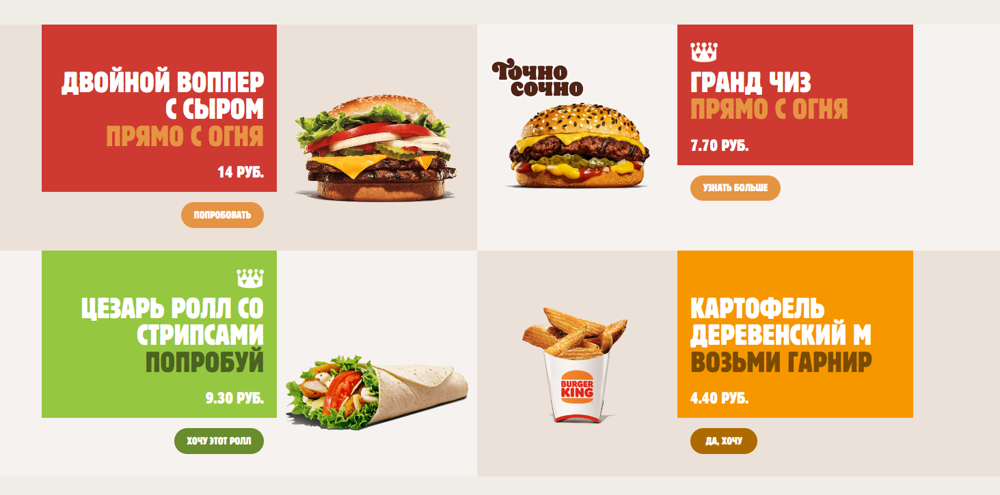 ДВОЙНОЙ ВОППЕР
С СЫРОМ
ПРЯМО С ОГНЯ
14 РУБ.
ПОПРОБОВАТЬ
Точно
сочно
ГРАНД ЧИЗ
ПРЯМО С ОГНЯ
7.70 РУБ.
УЗНАТЬ БОЛЬШЕ
ЦЕЗАРЬ РОЛЛ СО
СТРИПСАМИ
ПОПРОБУЙ
9.30 РУБ.
ХОЧУ ЭТОТ РОЛЛ
BURGER
KING
КАРТОФЕЛЬ
ДЕРЕВЕНСКИЙ М
ВОЗЬМИ ГАРНИР
4.40 РУБ.
ДА, ХОЧУ